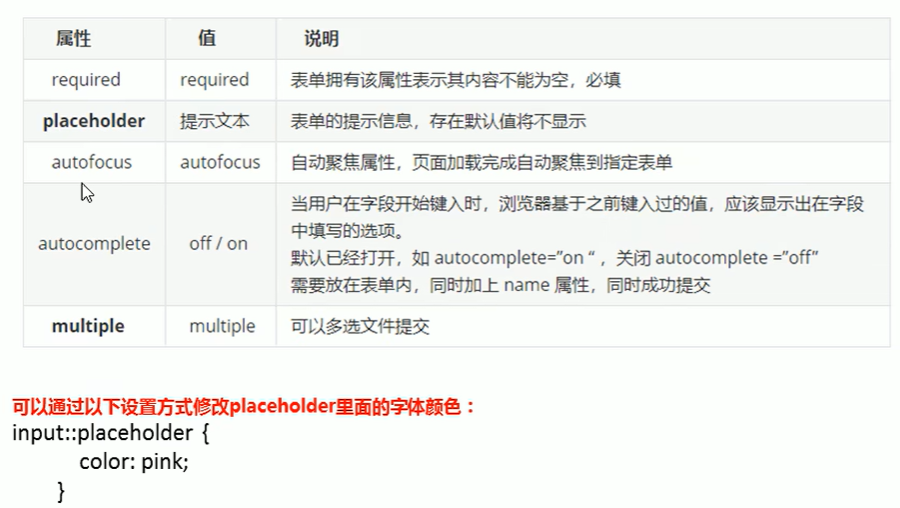 属性 值 说明
required required 表单拥有该属性表示其内容不能为空，必填
placeholder 提示文本 表单的提示信息，存在默认值将不显示
autofocus autofocus 自动聚焦属性，页面加载完成自动聚焦到指定表单
autocomplete off / on 当用户在字段开始键入时，浏览器基于之前键入过的值，应该显示出在字段
中填写的选项。
默认已经打开，如 autocomplete=”on “ ，关闭 autocomplete =”off”
需要放在表单内，同时加上 name 属性，同时成功提交
multiple multiple 可以多选文件提交
可以通过以下设置方式修改placeholder里面的字体颜色：
input::placeholder {
color: pink;
}